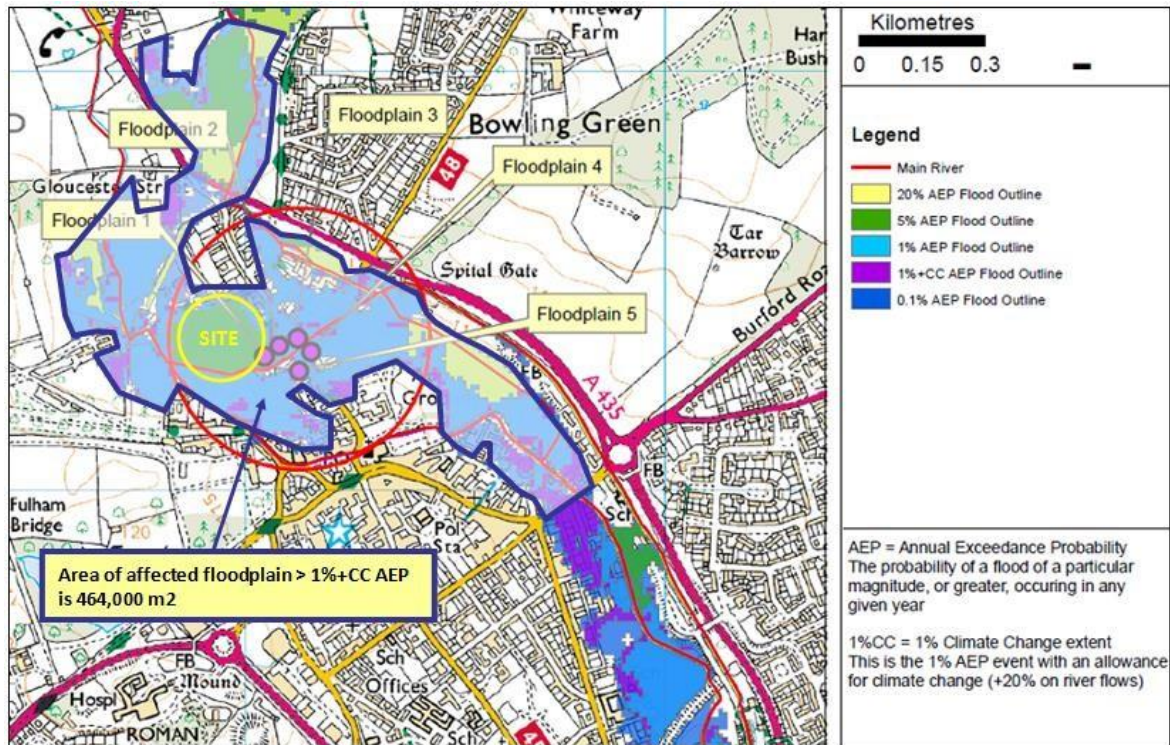 Whiteway
Farm
Har
Bush
Floodplain 2
Floodplain 3
Bowling Green
48
Floodplain 4
Gloucester Str
Floodplain 1
Tar
Barrow
Spital Gate
Burford Ro
Floodplain 5
SITE
FB
A 435
Gro
FB
Fulham
Bridge
120
Sch
Pol
Sta
Area of affected floodplain > 1%+CC AEP
is 464,000 m2
FB
Mound
Sch
Offices
Sch
Hospl
ROMAN
Kilometres
0 0.15 0.3
Legend
Main River
20% AEP Flood Outline
5% AEP Flood Outline
1% AEP Flood Outline
1%+CC AEP Flood Outline
0.1% AEP Flood Outline
AEP = Annual Exceedance Probability
The probability of a flood of a particular
magnitude, or greater, occuring in any
given year
1%CC = 1% Climate Change extent
This is the 1% AEP event with an allowance
for climate change (+20% on river flows)